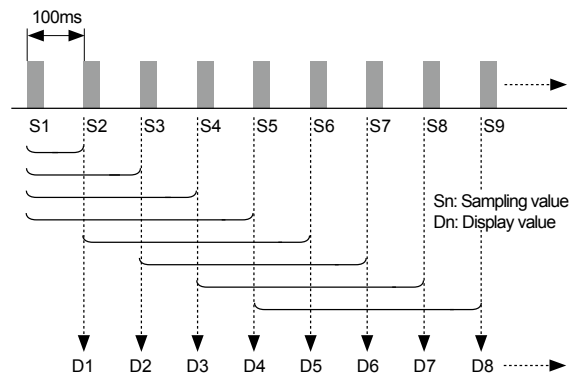 100ms
S1 S2 S3 S4 S5 S6 S7 S8 S9
Sn: Sampling value
Dn: Display value
D1 D2 D3 D4 D5 D6 D7 D8